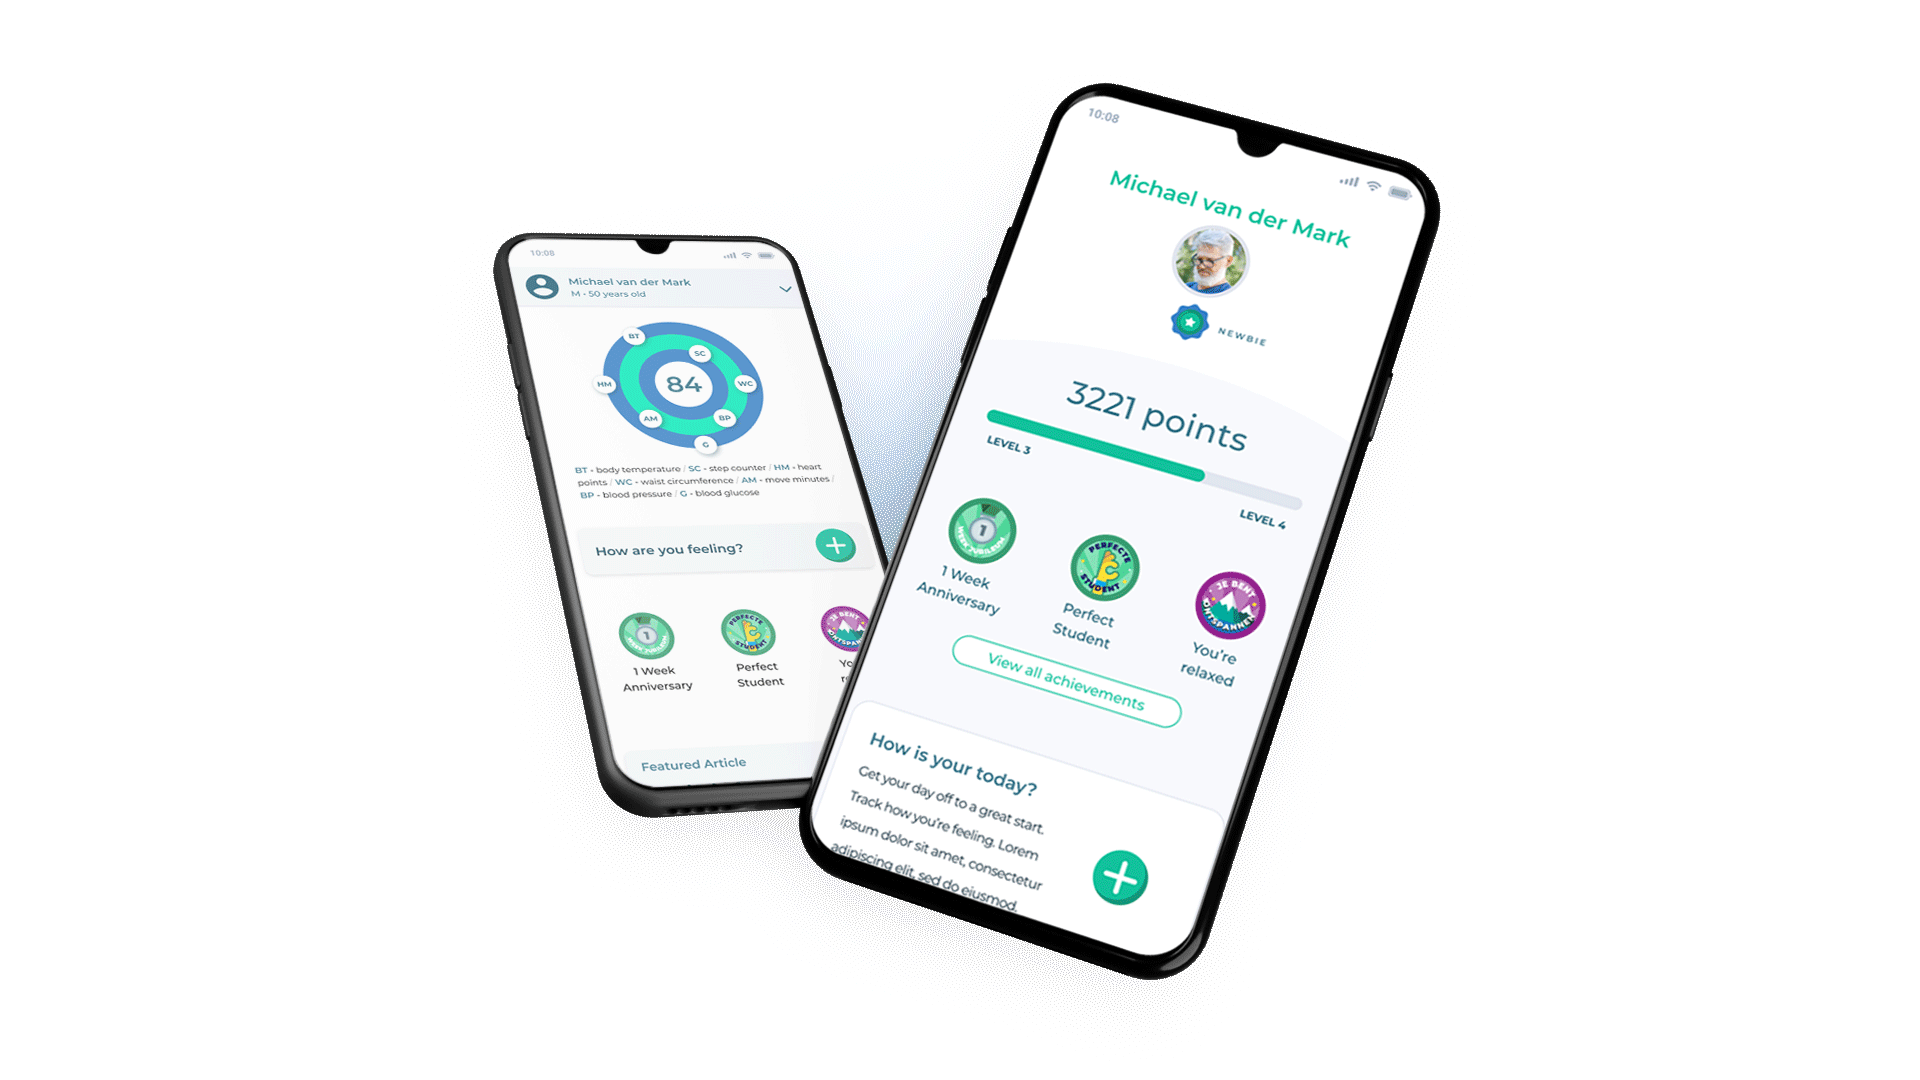 10:08
Michael van der Mark
M - 50 years old
BT
SC
HM
84
WC
AM
BP
G
BT - body temperature / SC - step counter / HM - heart
points / WC - waist circumference / AM - move minutes /
BP - blood pressure / G - blood glucose
How are you feeling?
1
WEEK JUBILEUM
PERFECTE
STUDENT
JE BENT
ONTSPANNEN
1 Week
Anniversary
Perfect
Student
Featured Article
10:08
Michael van der Mark
NEWBIE
3221 points
LEVEL 3
LEVEL 4
1
WEEK JUBILEUM
1 Week
Anniversary
PERFECTE
STUDENT
Perfect
Student
JE BENT
ONTSPANNEN
You're
relaxed
View all achievements
How is your today?
Get your day off to a great start.
Track how you're feeling. Lorem
ipsum dolor sit amet, consectetur
adipiscing elit, sed do eiusmod.